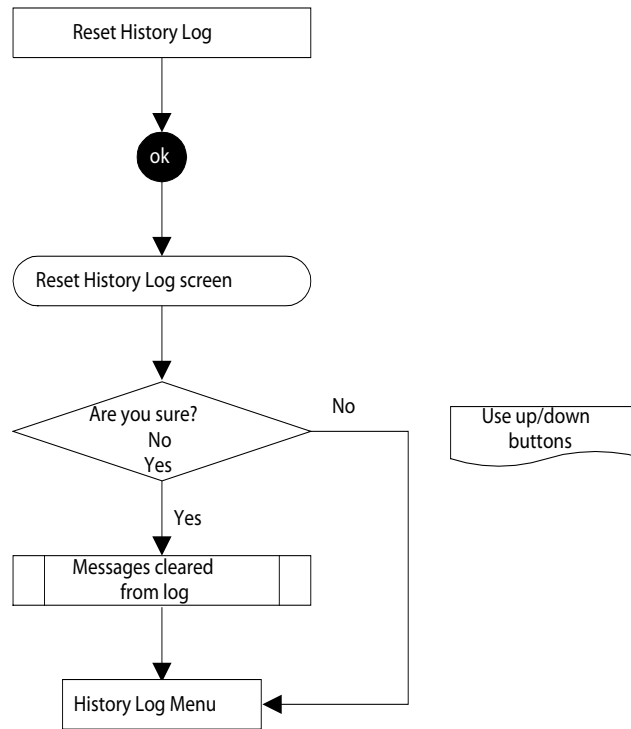 Reset History Log
ok
Reset History Log screen
Are you sure?
No
Yes
No
Use up/down
buttons
Yes
Messages cleared
from log
History Log Menu